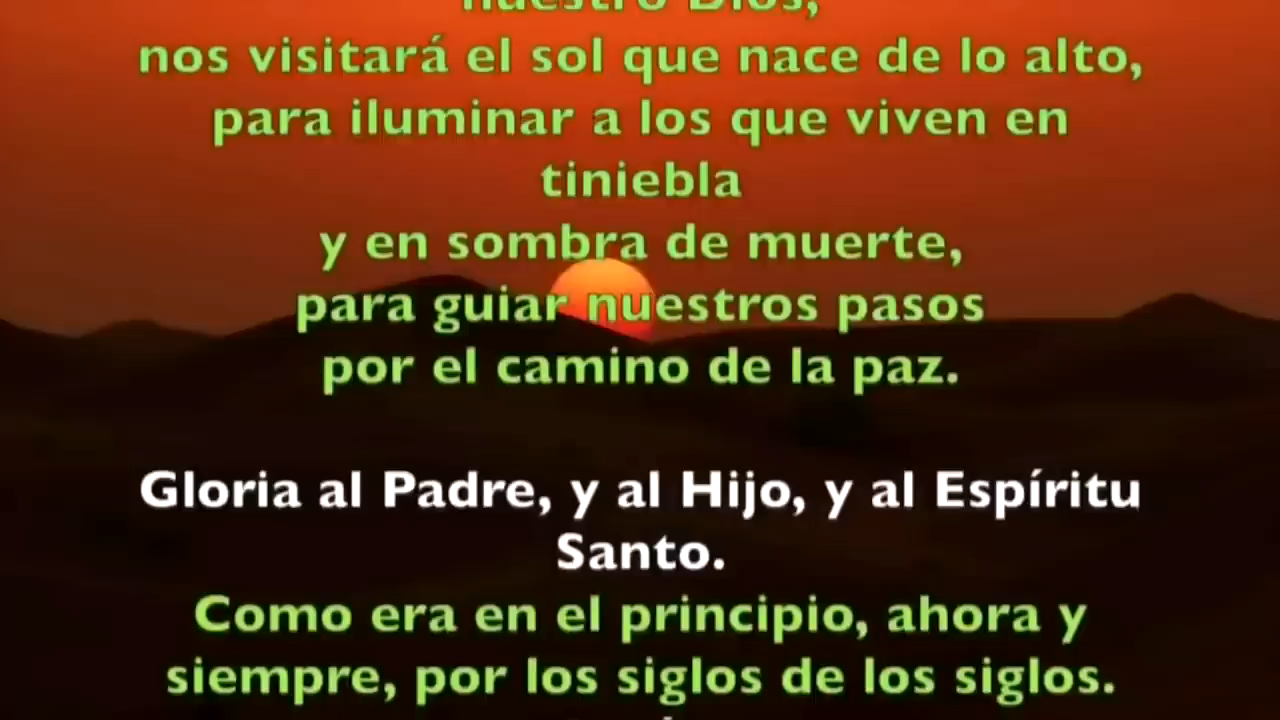 nuestro Dios,
nos visitará el sol que nace de lo alto,
para iluminar a los que viven en
tiniebla
y en sombra de muerte,
para guiar nuestros pasos
por el camino de la paz.
Gloria al Padre, y al Hijo, y al Espíritu
Santo.
Como era en el principio, ahora y
siempre, por los siglos de los siglos.